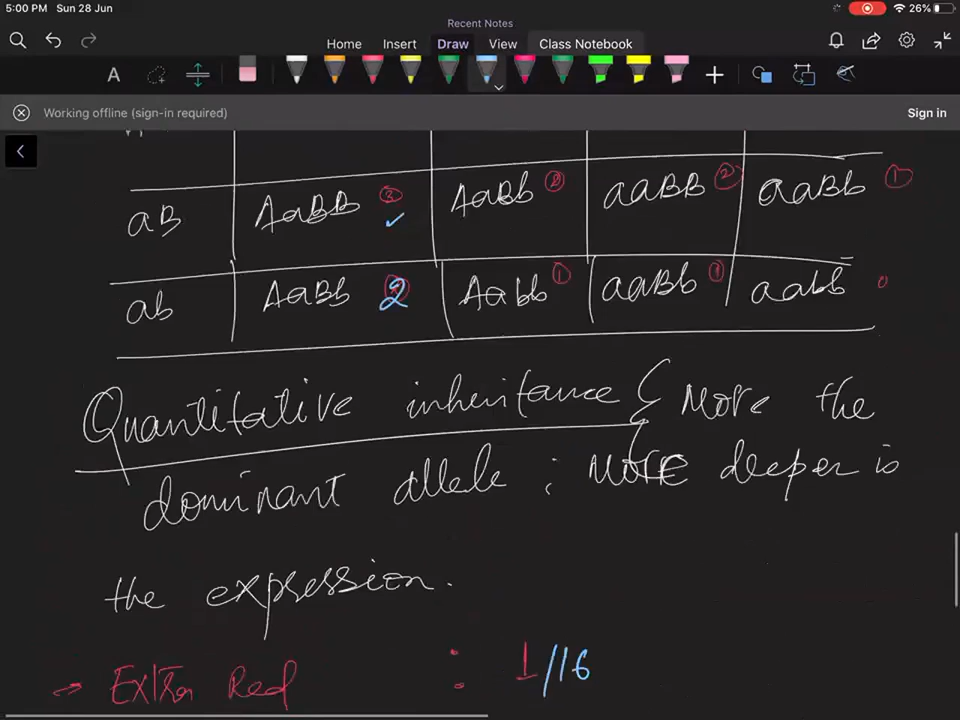 5:00 PM Sun 28 Jun 26%
Recent Notes
Home Insert Draw View Class Notebook
A
Working offline (sign-in required) Sign in
aB AaBB 3 AaBb 2 aaBB 2 aaBb 1
ab AaBb 2 Aabb 1 aaBb 1 aabb 0
Quantitative inheritance { More the
dominant allele ; more deeper is
the expression.
→ Extra Red : 1/16